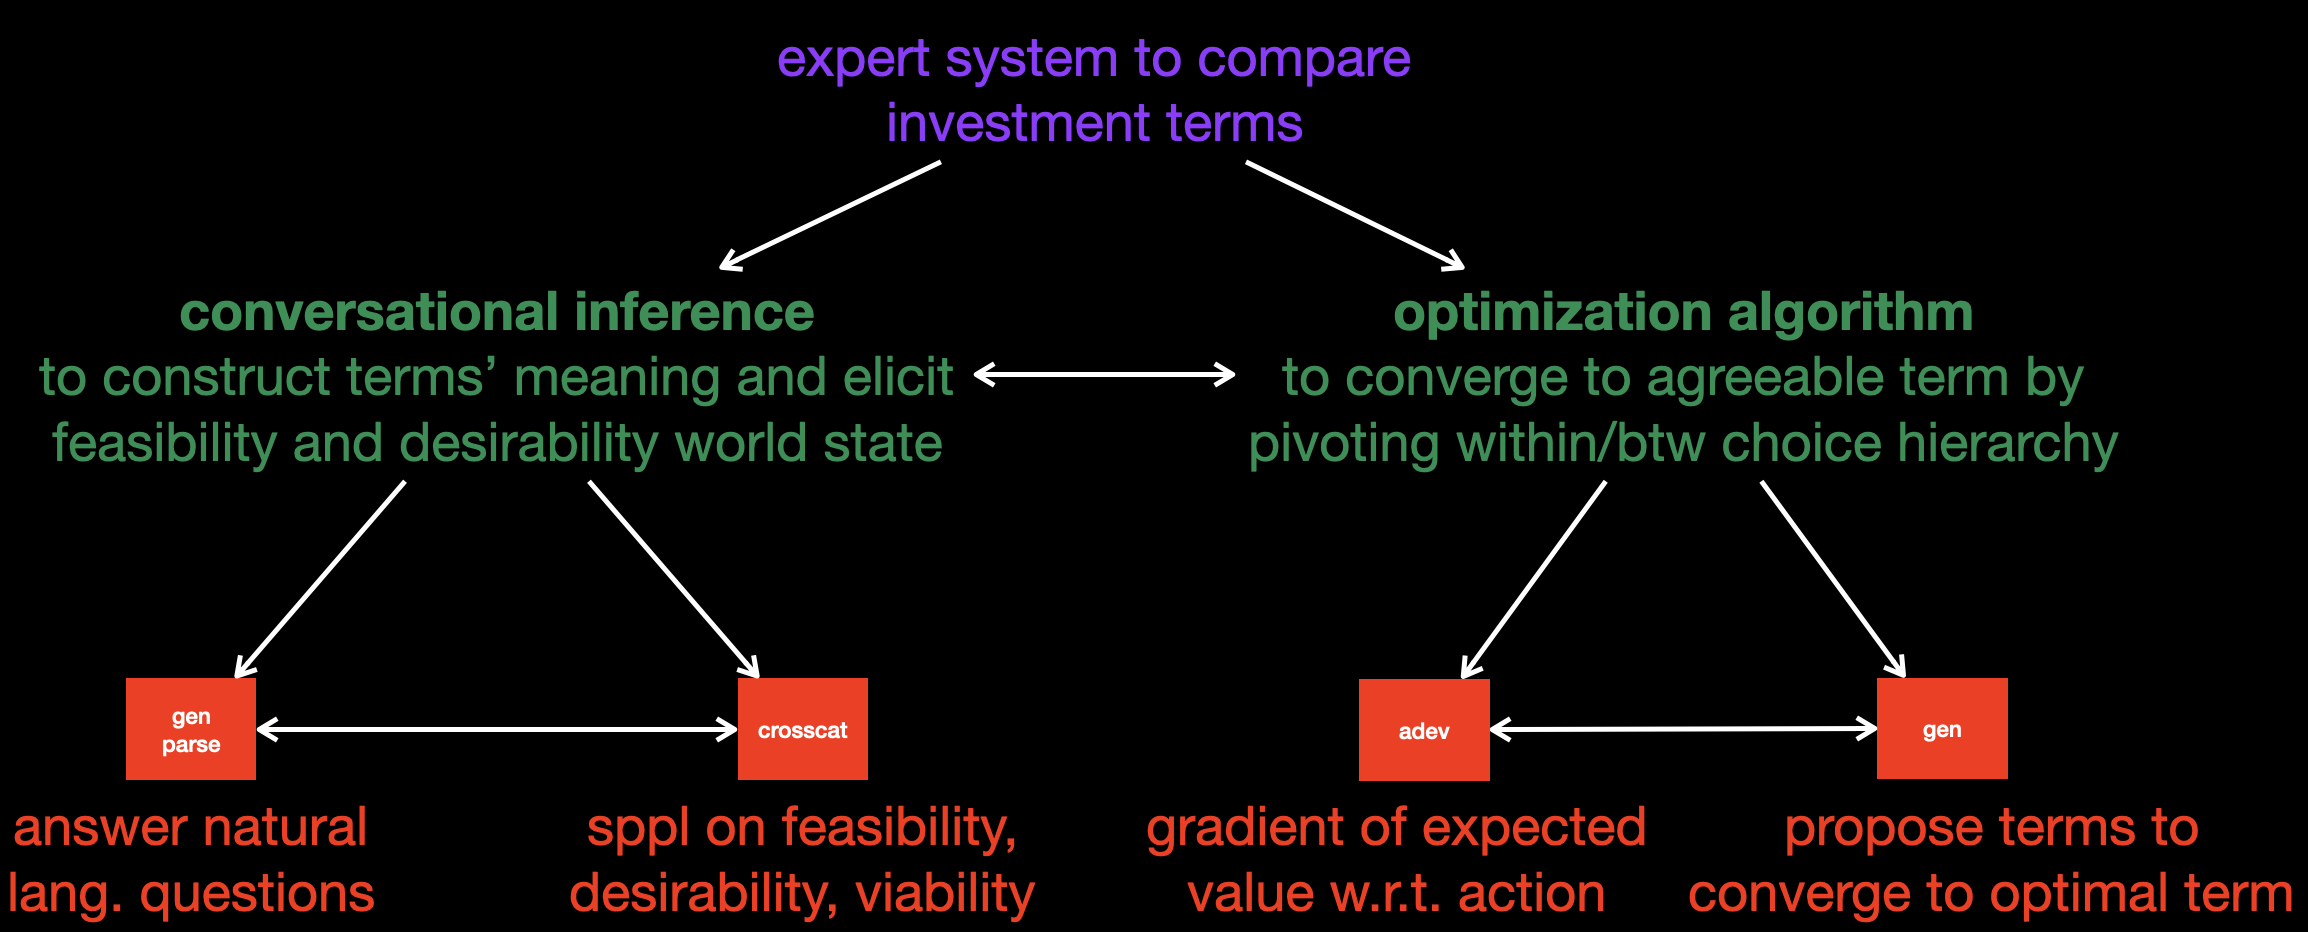 expert system to compare
investment terms
conversational inference
to construct terms’ meaning and elicit
feasibility and desirability world state
optimization algorithm
to converge to agreeable term by
pivoting within/btw choice hierarchy
gen
parse
crosscat
adev
gen
answer natural
lang. questions
sppl on feasibility,
desirability, viability
gradient of expected
value w.r.t. action
propose terms to
converge to optimal term